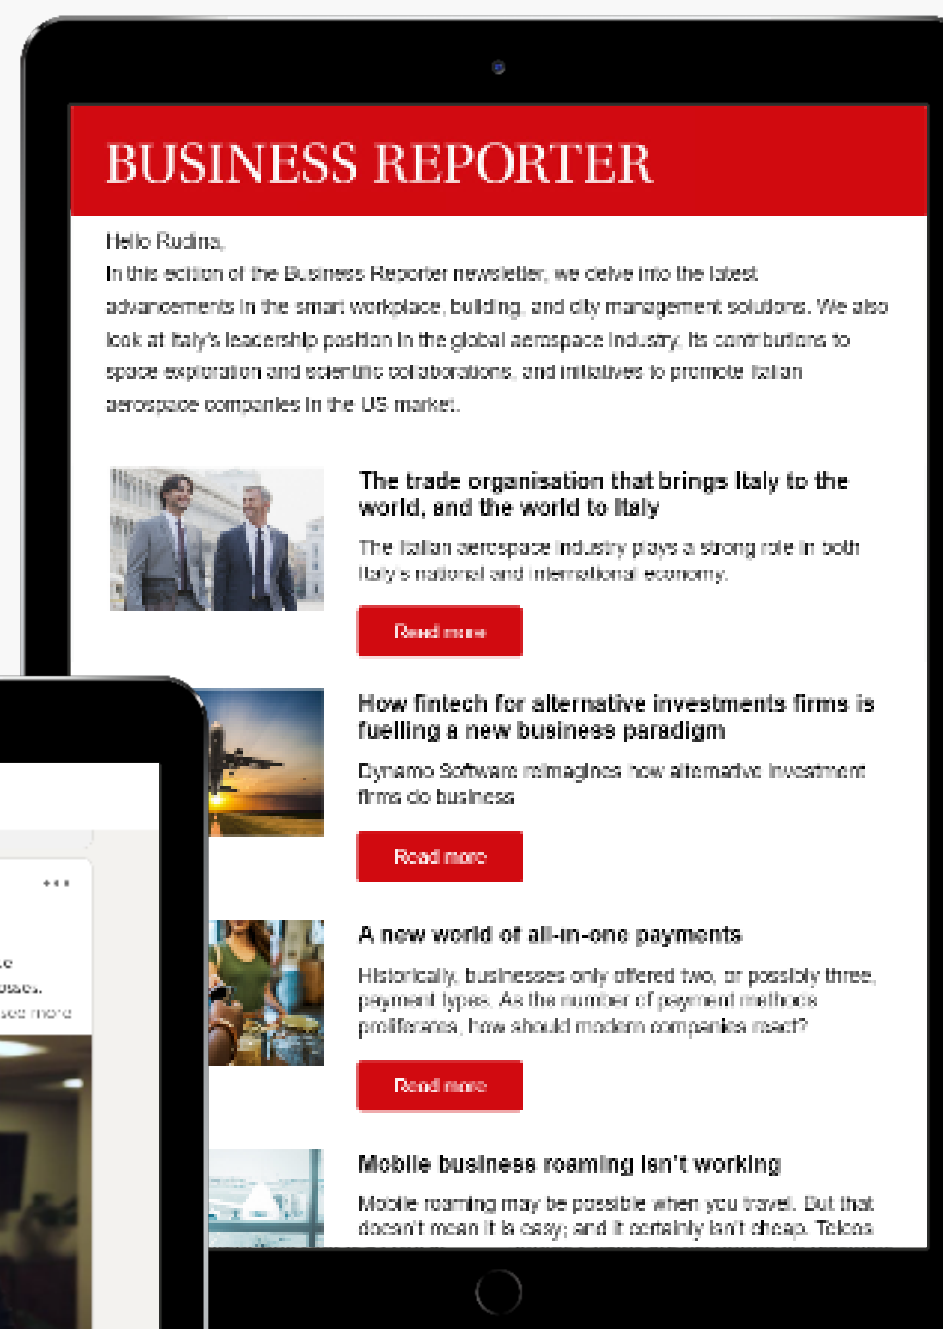 BUSINESS REPORTER
Hello Rudina,
In this edition of the Business Reporter newsletter, we delve into the latest
advancements in the smart workplace, building, and city management solutions. We also
look at Italy's leadership position in the global aerospace industry, its contributions to
space exploration and scientific collaborations, and initiatives to promote Italian
aerospace companies in the US market.
The trade organisation that brings Italy to the
world, and the world to Italy
The Italian aerospace industry plays a strong role in both
Italy's national and international economy.
Read more
How fintech for alternative investments firms is
fuelling a new business paradigm
Dynamo Software reimagines how alternative investment
firms do business
Read more
A new world of all-in-one payments
Historically, businesses only offered two, or possibly three,
payment types. As the number of payment methods
proliferates, how should modern companies react?
Read more
Mobile business roaming isn't working
Mobile roaming may be possible when you travel. But that
doesn't mean it is easy; and it certainly isn't cheap. Telcos
see more